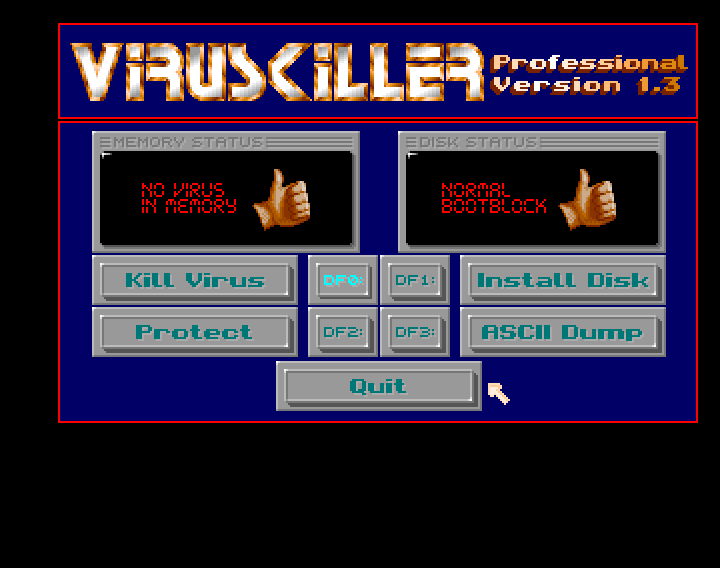 VIRUSKILLER
Professional
Version 1.3
MEMORY STATUS
DISK STATUS
NO VIRUS
IN MEMORY
NORMAL
BOOTBLOCK
Kill Virus
DF0:
DF1:
Install Disk
Protect
DF2:
DF3:
ASCII Dump
Quit